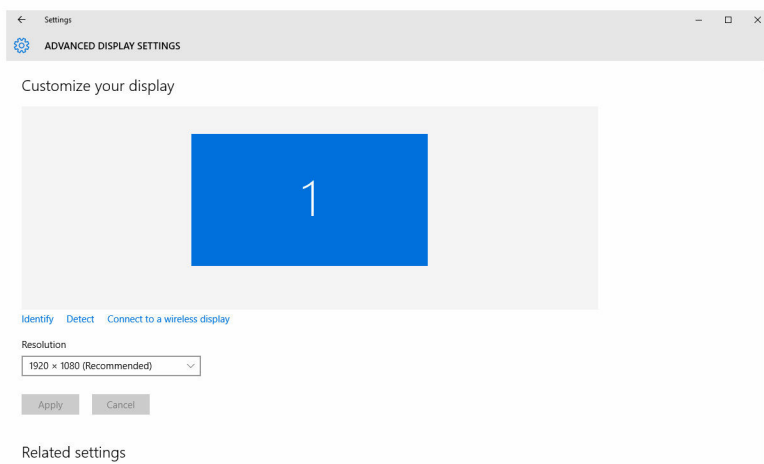 Settings
ADVANCED DISPLAY SETTINGS
Customize your display
1
Identify Detect Connect to a wireless display
Resolution
1920 × 1080 (Recommended)
Apply Cancel
Related settings